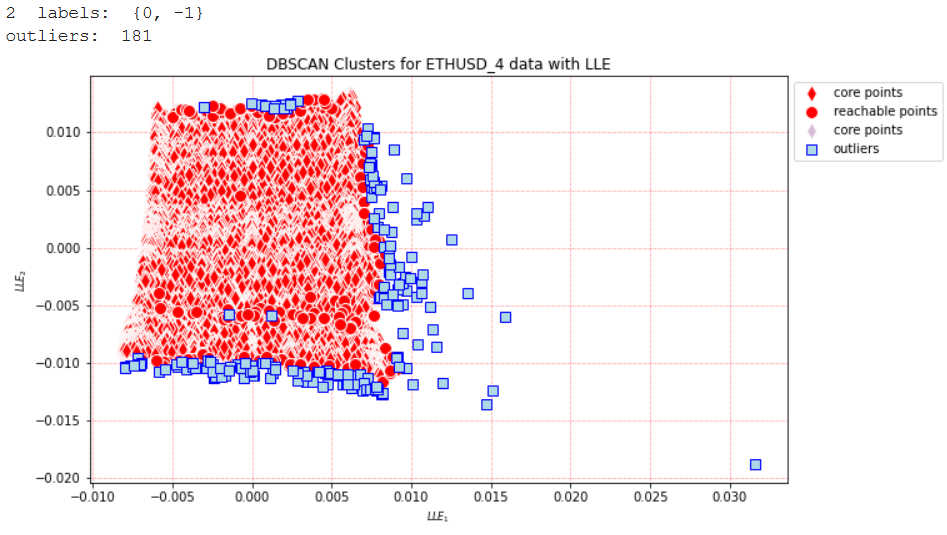 2 labels: {0, -1}
outliers: 181
DBSCAN Clusters for ETHUSD_4 data with LLE
core points
reachable points
core points
outliers
0.010
0.005
0.000
−0.005
−0.010
−0.015
−0.020
LLE₂
−0.010 −0.005 0.000 0.005 0.010 0.015 0.020 0.025 0.030
LLE₁